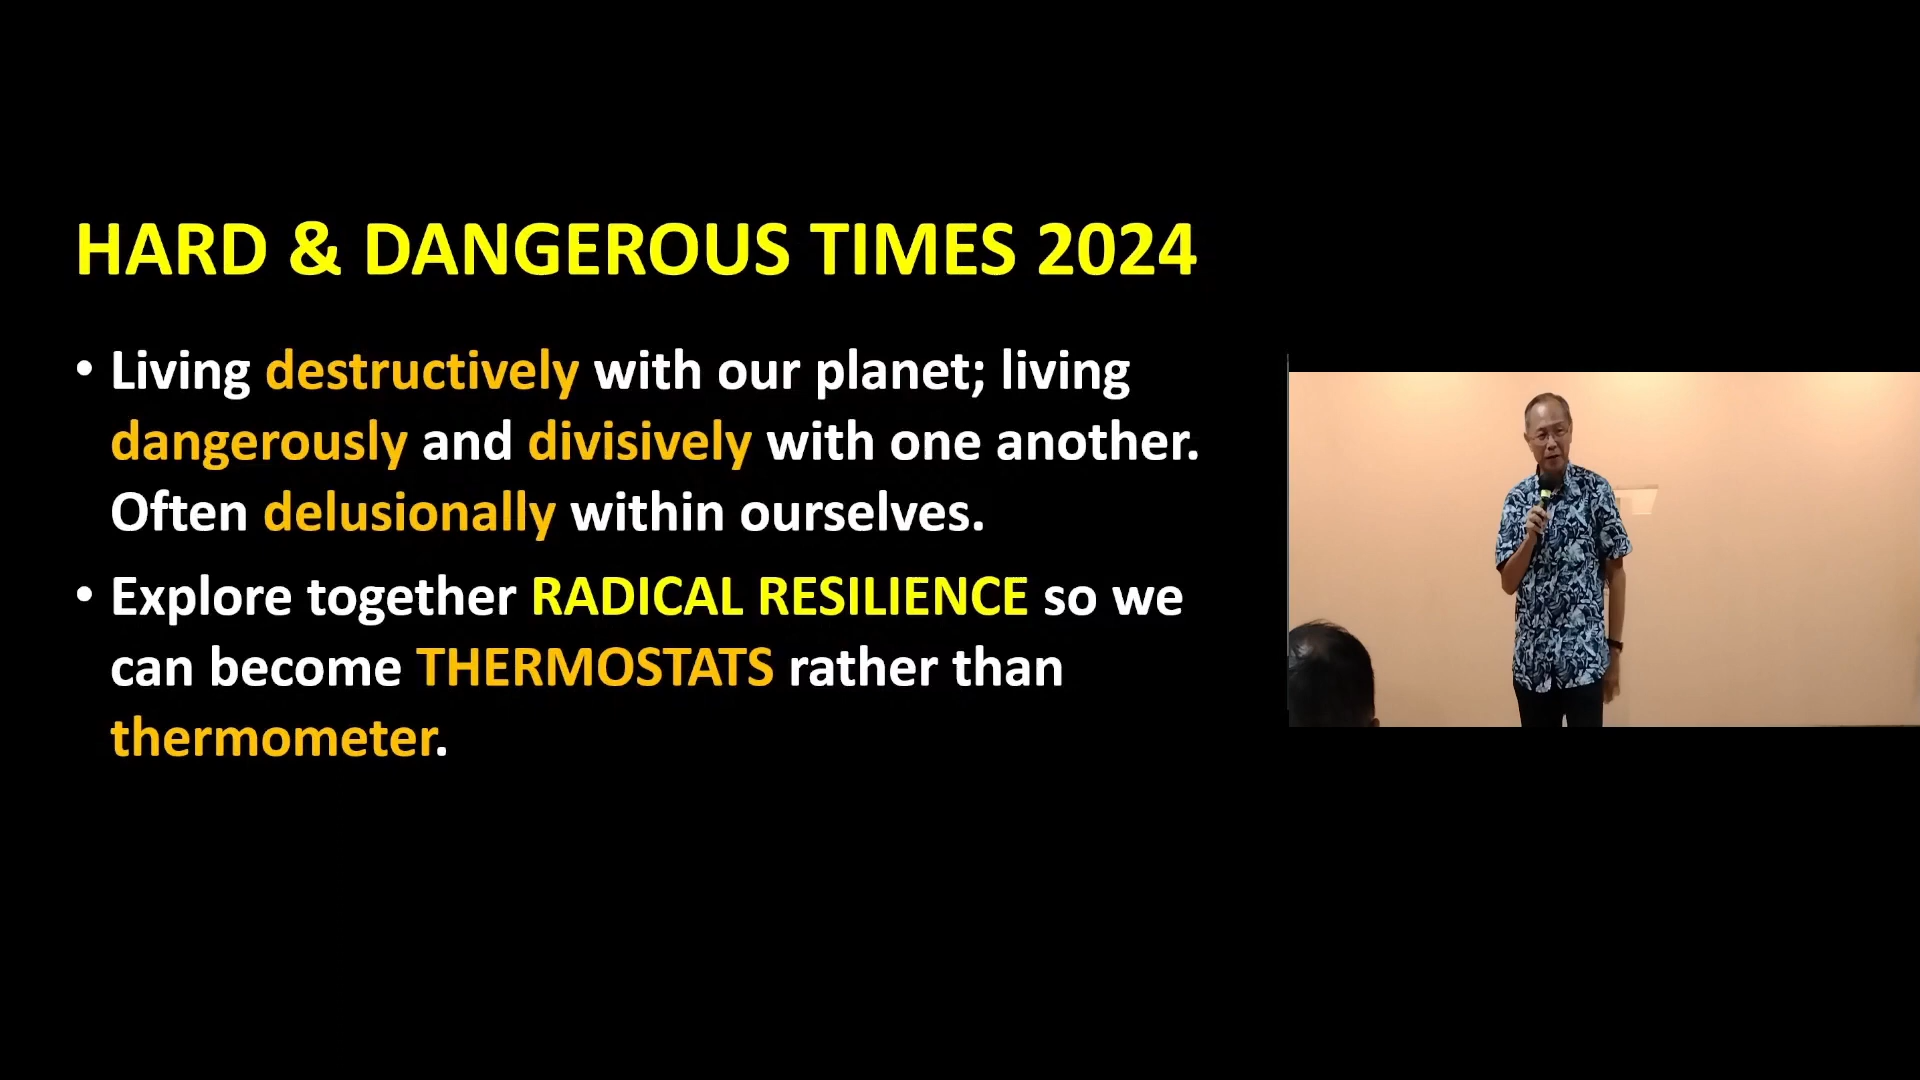 HARD & DANGEROUS TIMES 2024
• Living destructively with our planet; living
dangerously and divisively with one another.
Often delusionally within ourselves.
• Explore together RADICAL RESILIENCE so we
can become THERMOSTATS rather than
thermometer.